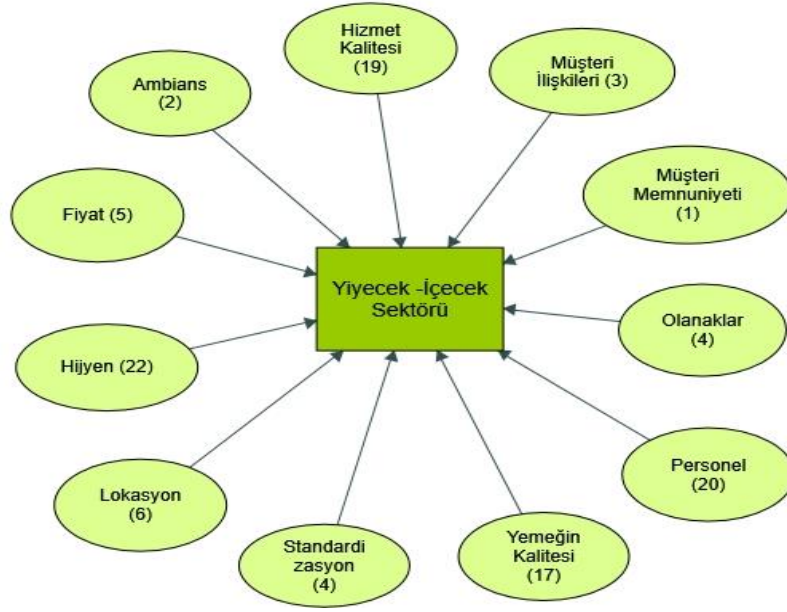 Hizmet
Kalitesi
(19)
Müşteri
İlişkileri (3)
Ambians
(2)
Müşteri
Memnuniyeti
(1)
Fiyat (5)
Yiyecek -İçecek
Sektörü
Olanaklar
(4)
Hijyen (22)
Personel
(20)
Lokasyon
(6)
Standardi
zasyon
(4)
Yemeğin
Kalitesi
(17)